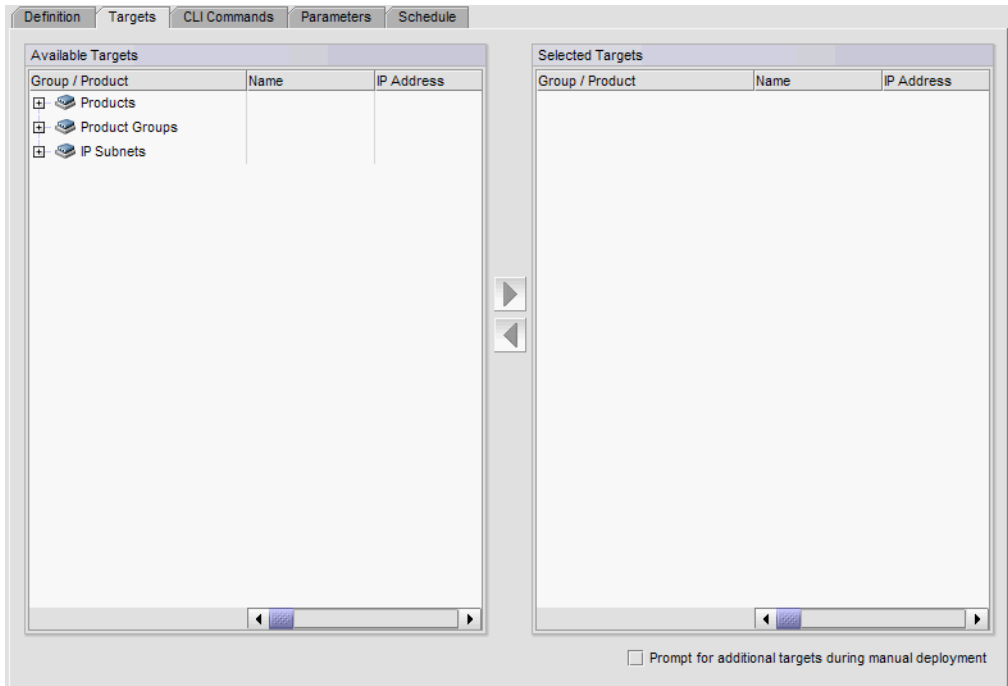 Definition Targets CLI Commands Parameters Schedule
Available Targets
Group / Product Name IP Address
Products
Product Groups
IP Subnets
Selected Targets
Group / Product Name IP Address
Prompt for additional targets during manual deployment